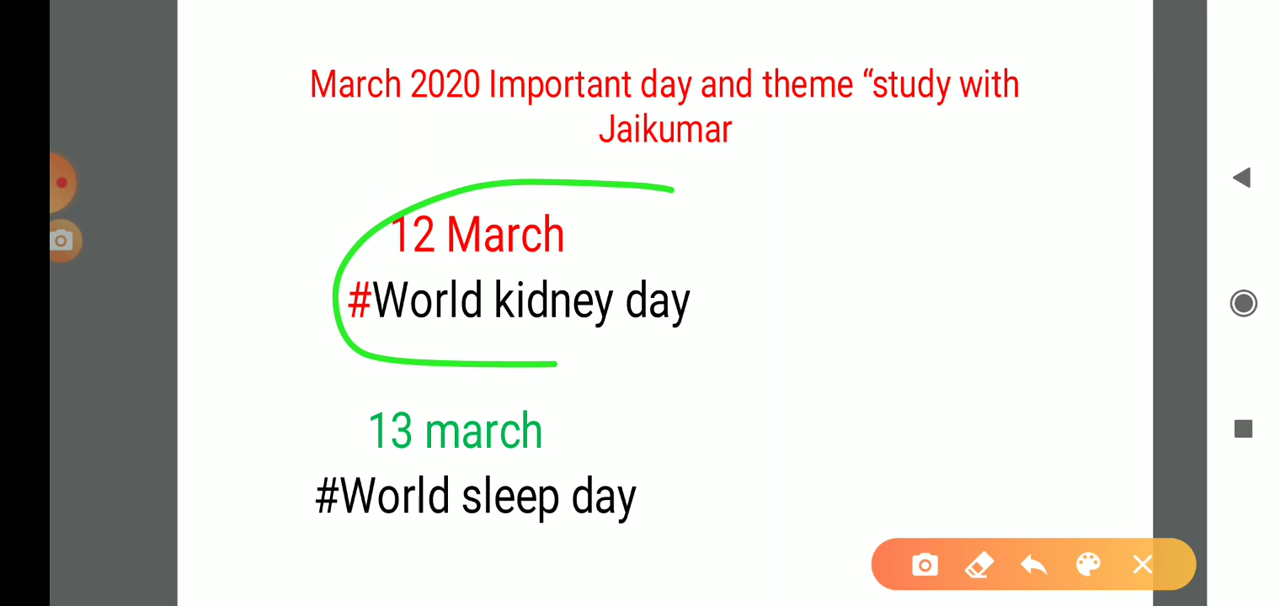 March 2020 Important day and theme “study with
Jaikumar
12 March
#World kidney day
13 march
#World sleep day